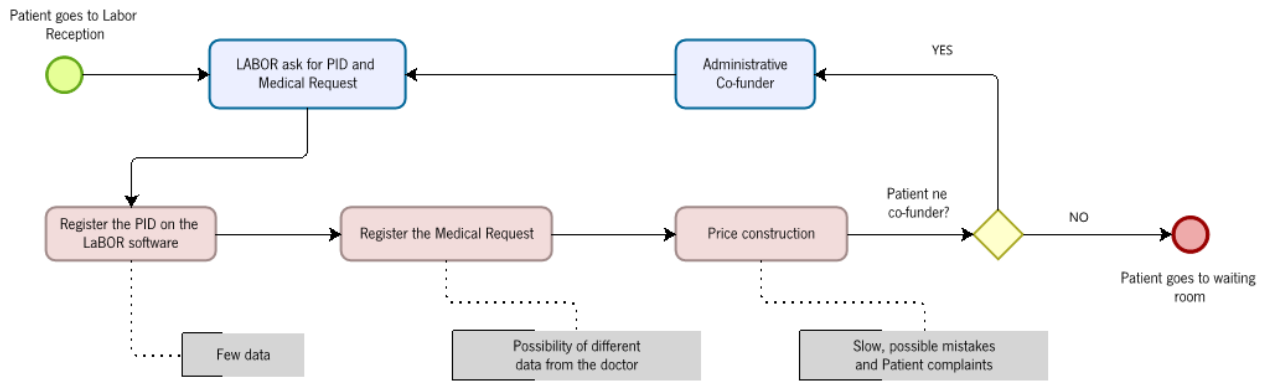 Patient goes to Labor
Reception
LABOR ask for PID and
Medical Request
Administrative
Co-funder
YES
Register the PID on the
LaBOR software
Register the Medical Request
Price construction
Patient ne
co-funder?
NO
Patient goes to waiting
room
Few data
Possibility of different
data from the doctor
Slow, possible mistakes
and Patient complaints